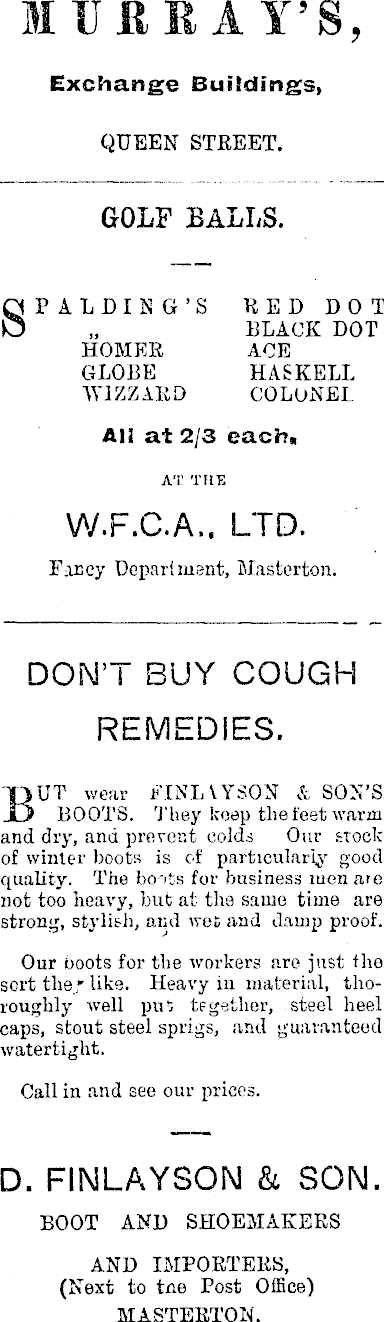 MURRAY'S,
Exchange Buildings,
QUEEN STREET.
GOLF BALLS.
SPALDING'S RED DOT
„ BLACK DOT
HOMER ACE
GLOBE HASKELL
WIZZARD COLONEL
All at 2/3 each.
AT THE
W.F.C.A., LTD.
Fancy Department, Masterton.
DON'T BUY COUGH
REMEDIES.
BUT wear FINLAYSON & SON'S
BOOTS. They keep the feet warm
and dry, and prevent colds Our stock
of winter boots is of particularly good
quality. The boots for business men are
not too heavy, but at the same time are
strong, stylish, and wet and damp proof.
Our boots for the workers are just the
sort they like. Heavy in material, tho-
roughly well put together, steel heel
caps, stout steel sprigs, and guaranteed
watertight.
Call in and see our prices.
D. FINLAYSON & SON.
BOOT AND SHOEMAKERS
AND IMPORTERS,
(Next to the Post Office)
MASTERTON.